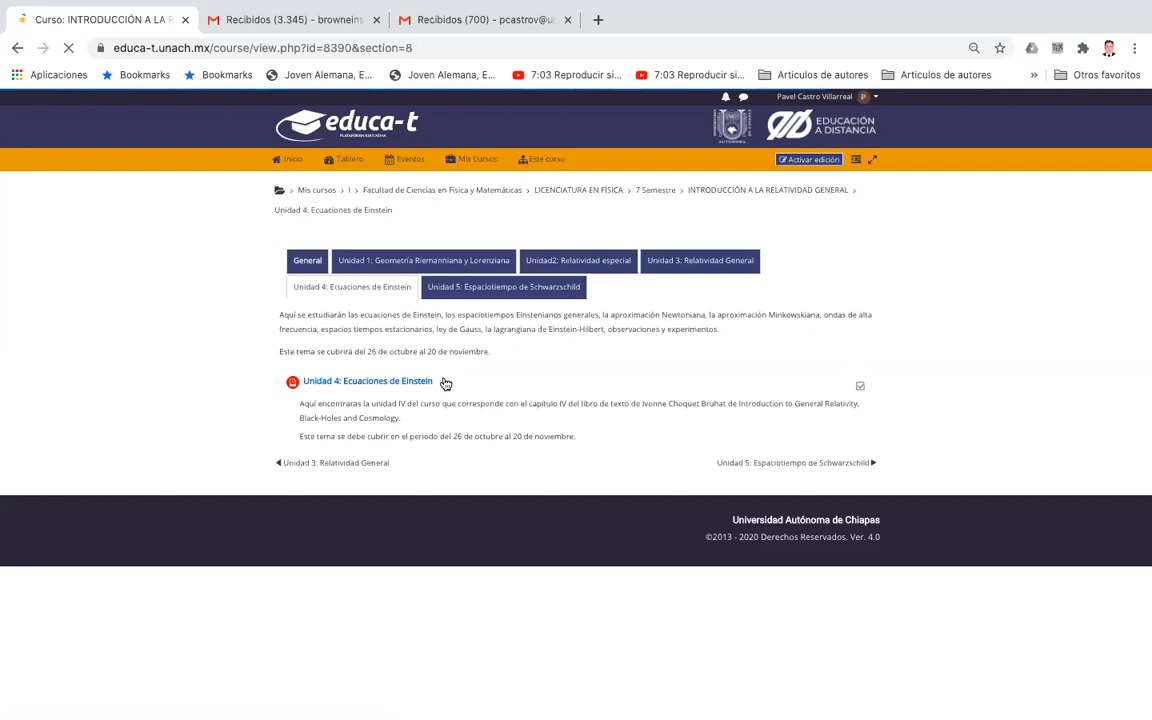 Curso: INTRODUCCIÓN A LA R
Recibidos (3.345) - browneins
Recibidos (700) - pcastrov@ur
educa-t.unach.mx/course/view.php?id=8390&section=8
Aplicaciones
Bookmarks
Bookmarks
Joven Alemana, E...
Joven Alemana, E...
7:03 Reproducir si...
7:03 Reproducir si...
Articulos de autores
Articulos de autores
»
Otros favoritos
Pavel Castro Villarreal
P
educa-t
PLATAFORMA EDUCATIVA
AUTÓNOMA
EDUCACIÓN
A DISTANCIA
Inicio
Tablero
Eventos
Mis Cursos
Este curso
Activar edición
Mis cursos › I › Facultad de Ciencias en Física y Matemáticas › LICENCIATURA EN FÍSICA › 7 Semestre › INTRODUCCIÓN A LA RELATIVIDAD GENERAL ›
Unidad 4: Ecuaciones de Einstein
General
Unidad 1: Geometría Riemanniana y Lorenziana
Unidad2: Relatividad especial
Unidad 3: Relatividad General
Unidad 4: Ecuaciones de Einstein
Unidad 5: Espaciotiempo de Schwarzschild
Aquí se estudiarán las ecuaciones de Einstein, los espaciotiempos Einstenianos generales, la aproximación Newtoniana, la aproximación Minkowskiana, ondas de alta
frecuencia, espacios tiempos estacionarios, ley de Gauss, la lagrangiana de Einstein-Hilbert, observaciones y experimentos.
Este tema se cubrirá del 26 de octubre al 20 de noviembre.
Unidad 4: Ecuaciones de Einstein
Aquí encontraras la unidad IV del curso que corresponde con el capítulo IV del libro de texto de Ivonne Choquet Bruhat de Introduction to General Relativity,
Black-Holes and Cosmology.
Este tema se debe cubrir en el periodo del 26 de octubre al 20 de noviembre.
Unidad 3: Relatividad General
Unidad 5: Espaciotiempo de Schwarzschild
Universidad Autónoma de Chiapas
©2013 - 2020 Derechos Reservados. Ver. 4.0